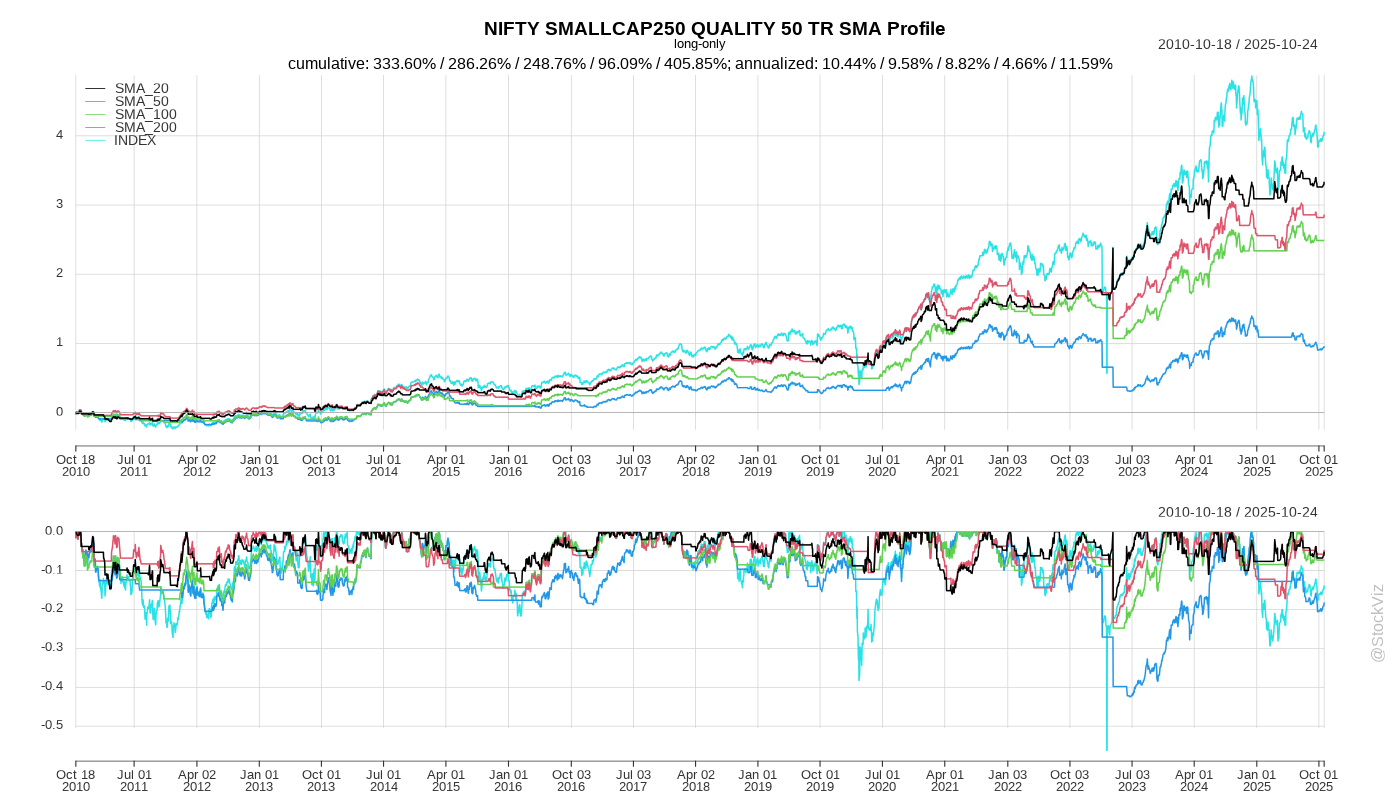 NIFTY SMALLCAP250 QUALITY 50 TR SMA Profile
long-only
2010-10-18 / 2025-10-24
cumulative: 333.60% / 286.26% / 248.76% / 96.09% / 405.85%; annualized: 10.44% / 9.58% / 8.82% / 4.66% / 11.59%
SMA_20
SMA_50
SMA_100
SMA_200
INDEX
4
3
2
1
0
Oct 18 Jul 01 Apr 02 Jan 01 Oct 01 Jul 01 Apr 01 Jan 01 Oct 03 Jul 03 Apr 02 Jan 01 Oct 01 Jul 01 Apr 01 Jan 03 Oct 03 Jul 03 Apr 01 Jan 01 Oct 01
2010 2011 2012 2013 2013 2014 2015 2016 2016 2017 2018 2019 2019 2020 2021 2022 2022 2023 2024 2025 2025
2010-10-18 / 2025-10-24
0.0
-0.1
-0.2
-0.3
-0.4
-0.5
Oct 18 Jul 01 Apr 02 Jan 01 Oct 01 Jul 01 Apr 01 Jan 01 Oct 03 Jul 03 Apr 02 Jan 01 Oct 01 Jul 01 Apr 01 Jan 03 Oct 03 Jul 03 Apr 01 Jan 01 Oct 01
2010 2011 2012 2013 2013 2014 2015 2016 2016 2017 2018 2019 2019 2020 2021 2022 2022 2023 2024 2025 2025
@StockViz